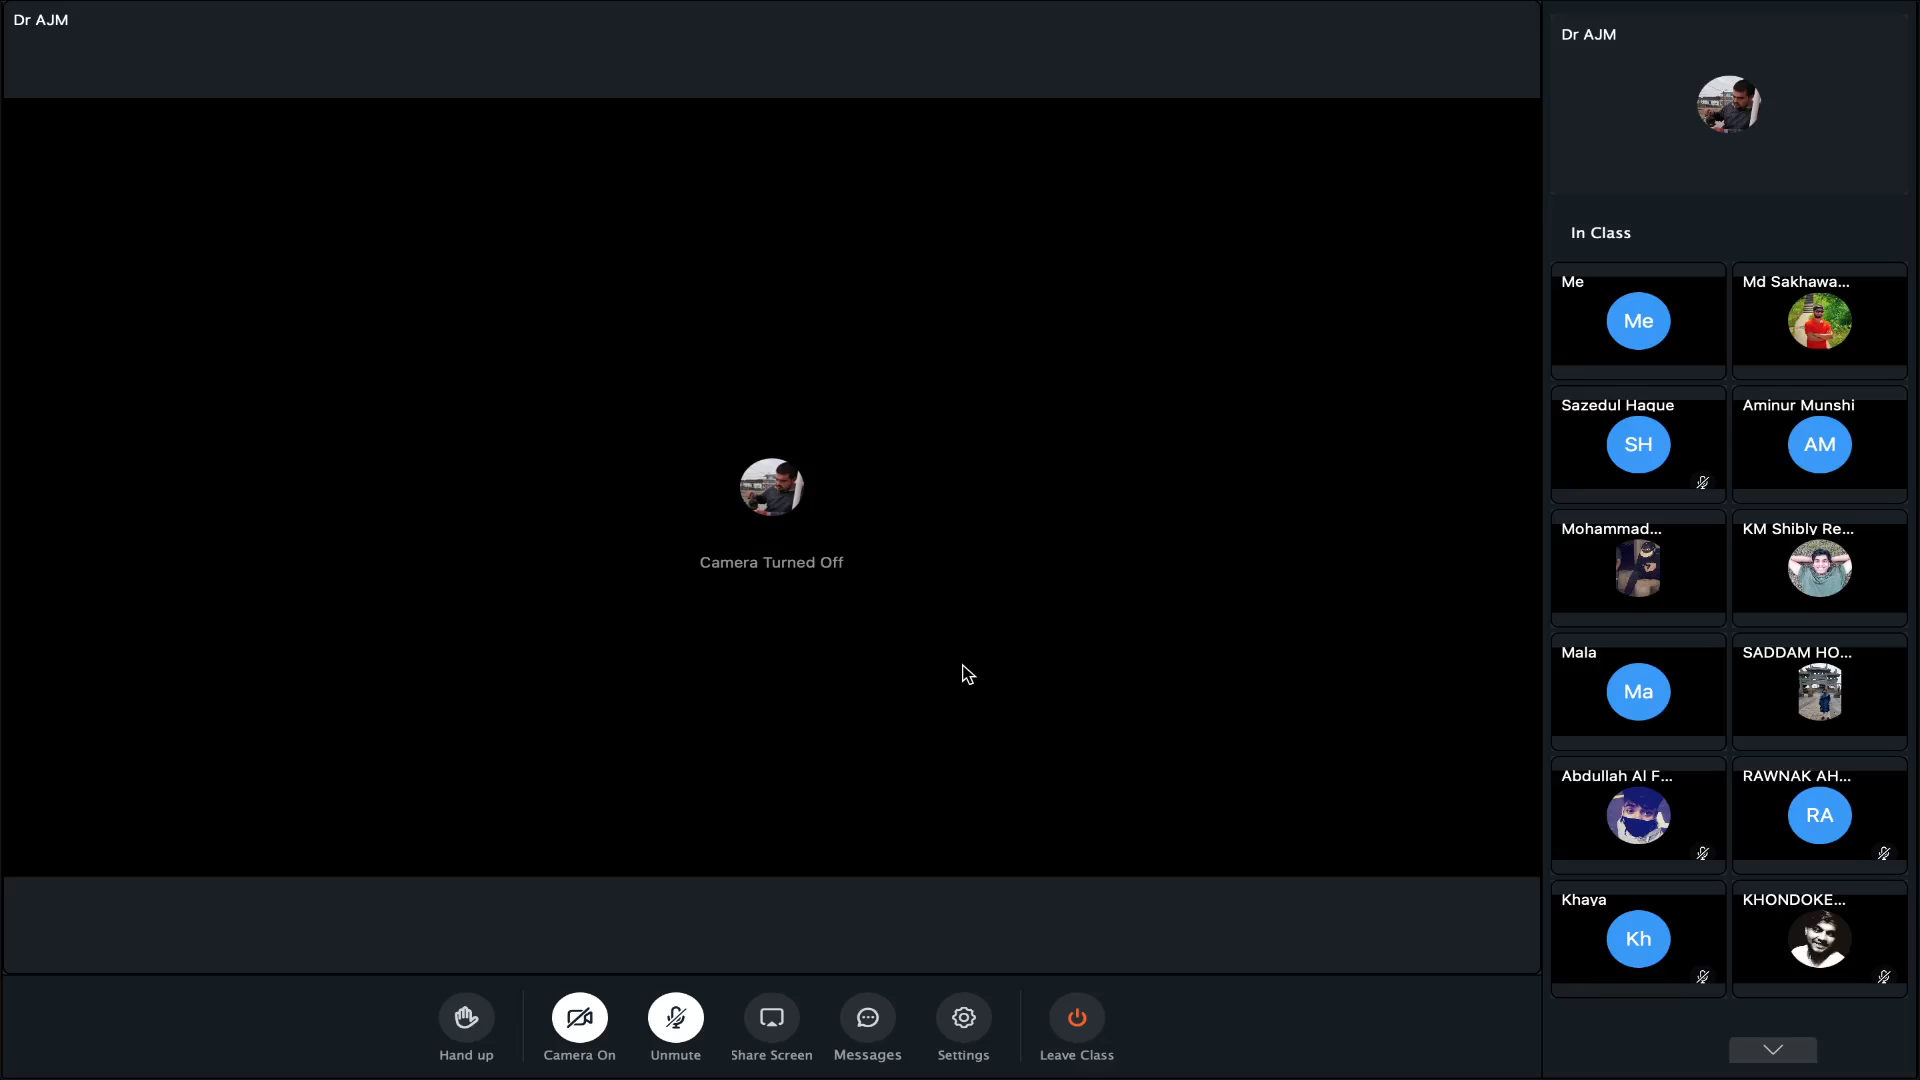 Dr AJM
Camera Turned Off
Hand up
Camera On
Unmute
Share Screen
Messages
Settings
Leave Class
Dr AJM
In Class
Me
Me
Md Sakhawa...
Sazedul Haque
SH
Aminur Munshi
AM
Mohammad...
KM Shibly Re...
Mala
Ma
SADDAM HO...
Abdullah Al F...
RAWNAK AH...
RA
Khaya
Kh
KHONDOKE...